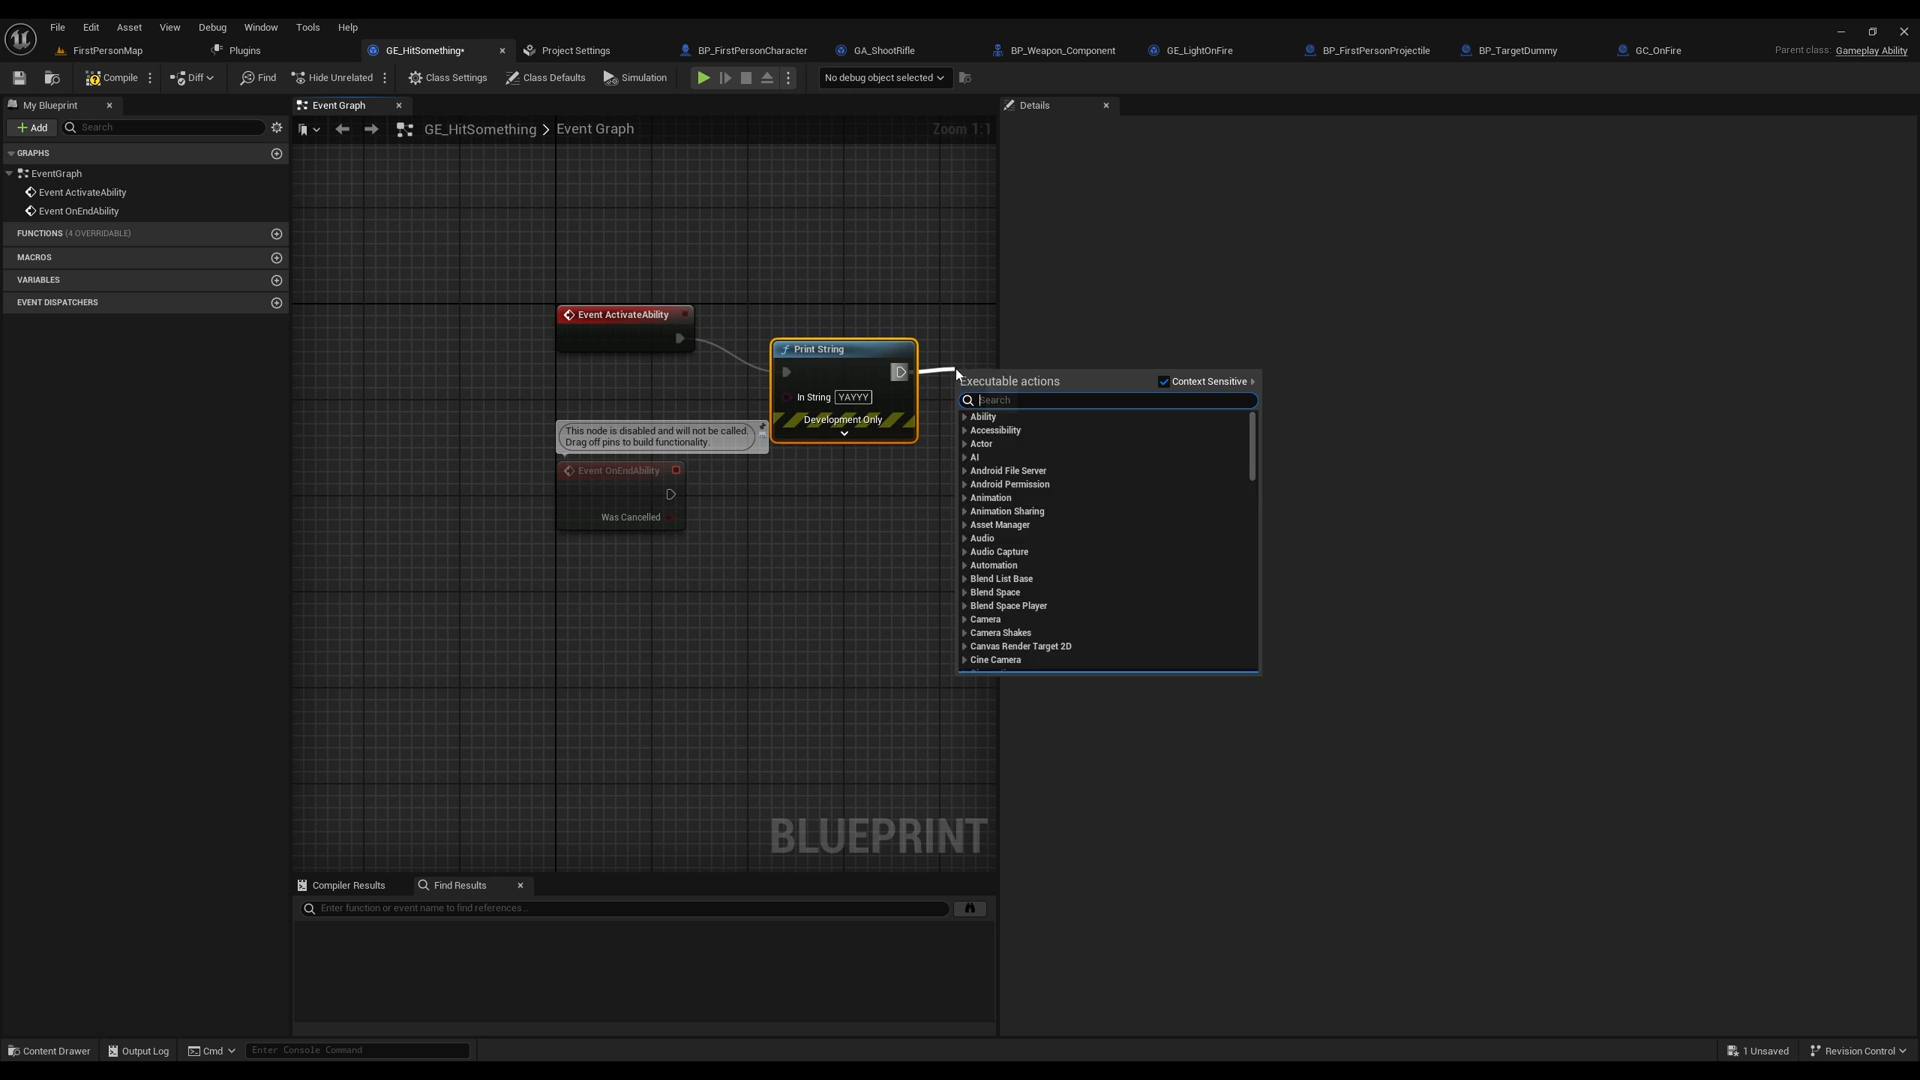 File Edit Asset View Debug Window Tools Help
FirstPersonMap Plugins GE_HitSomething* Project Settings BP_FirstPersonCharacter GA_ShootRifle BP_Weapon_Component GE_LightOnFire BP_FirstPersonProjectile BP_TargetDummy GC_OnFire Parent class: Gameplay Ability
Compile Diff Find Hide Unrelated Class Settings Class Defaults Simulation No debug object selected
My Blueprint Event Graph Details
Add Search GE_HitSomething > Event Graph Zoom 1:1
GRAPHS
EventGraph
Event ActivateAbility
Event OnEndAbility
FUNCTIONS (4 OVERRIDABLE)
MACROS
VARIABLES
EVENT DISPATCHERS
Event ActivateAbility
Print String
In String YAYYY
Development Only
This node is disabled and will not be called.
Drag off pins to build functionality.
Event OnEndAbility
Was Cancelled
Executable actions Context Sensitive
Search
Ability
Accessibility
Actor
AI
Android File Server
Android Permission
Animation
Animation Sharing
Asset Manager
Audio
Audio Capture
Automation
Blend List Base
Blend Space
Blend Space Player
Camera
Camera Shakes
Canvas Render Target 2D
Cine Camera
BLUEPRINT
Compiler Results Find Results
Enter function or event name to find references...
Content Drawer Output Log Cmd Enter Console Command 1 Unsaved Revision Control